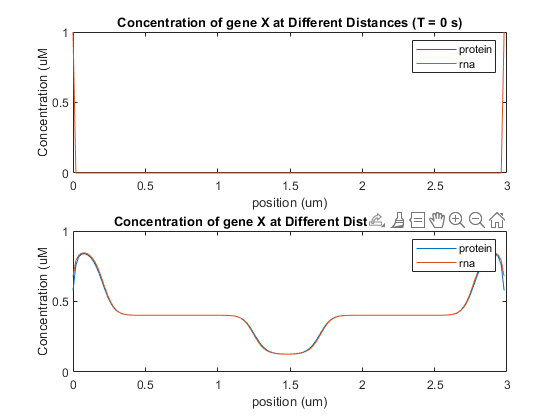 Concentration of gene X at Different Distances (T = 0 s)
1
0.5
0
Concentration (uM
protein
rna
0 0.5 1 1.5 2 2.5 3
position (um)
Concentration of gene X at Different Dist
1
0.5
0
Concentration (uM
protein
rna
0 0.5 1 1.5 2 2.5 3
position (um)